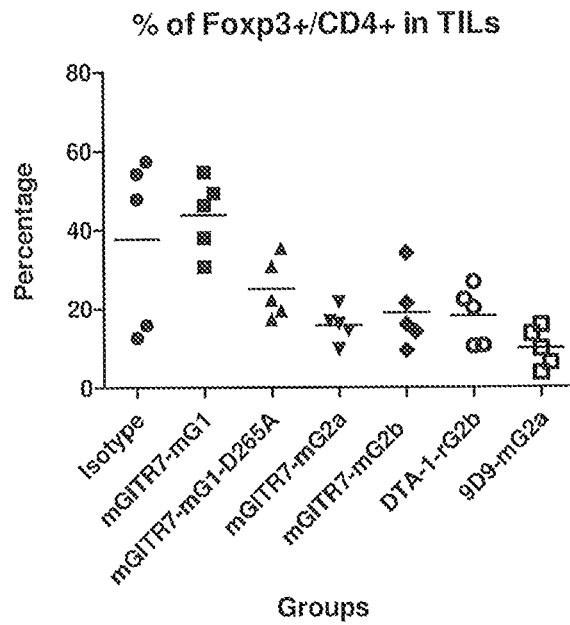 % of Foxp3+/CD4+ in TILs
Percentage
80
60
40
20
0
Isotype
mGITR7-mG1
mGITR7-mG1-D265A
mGITR7-mG2a
mGITR7-mG2b
DTA-1-rG2b
9D9-mG2a
Groups